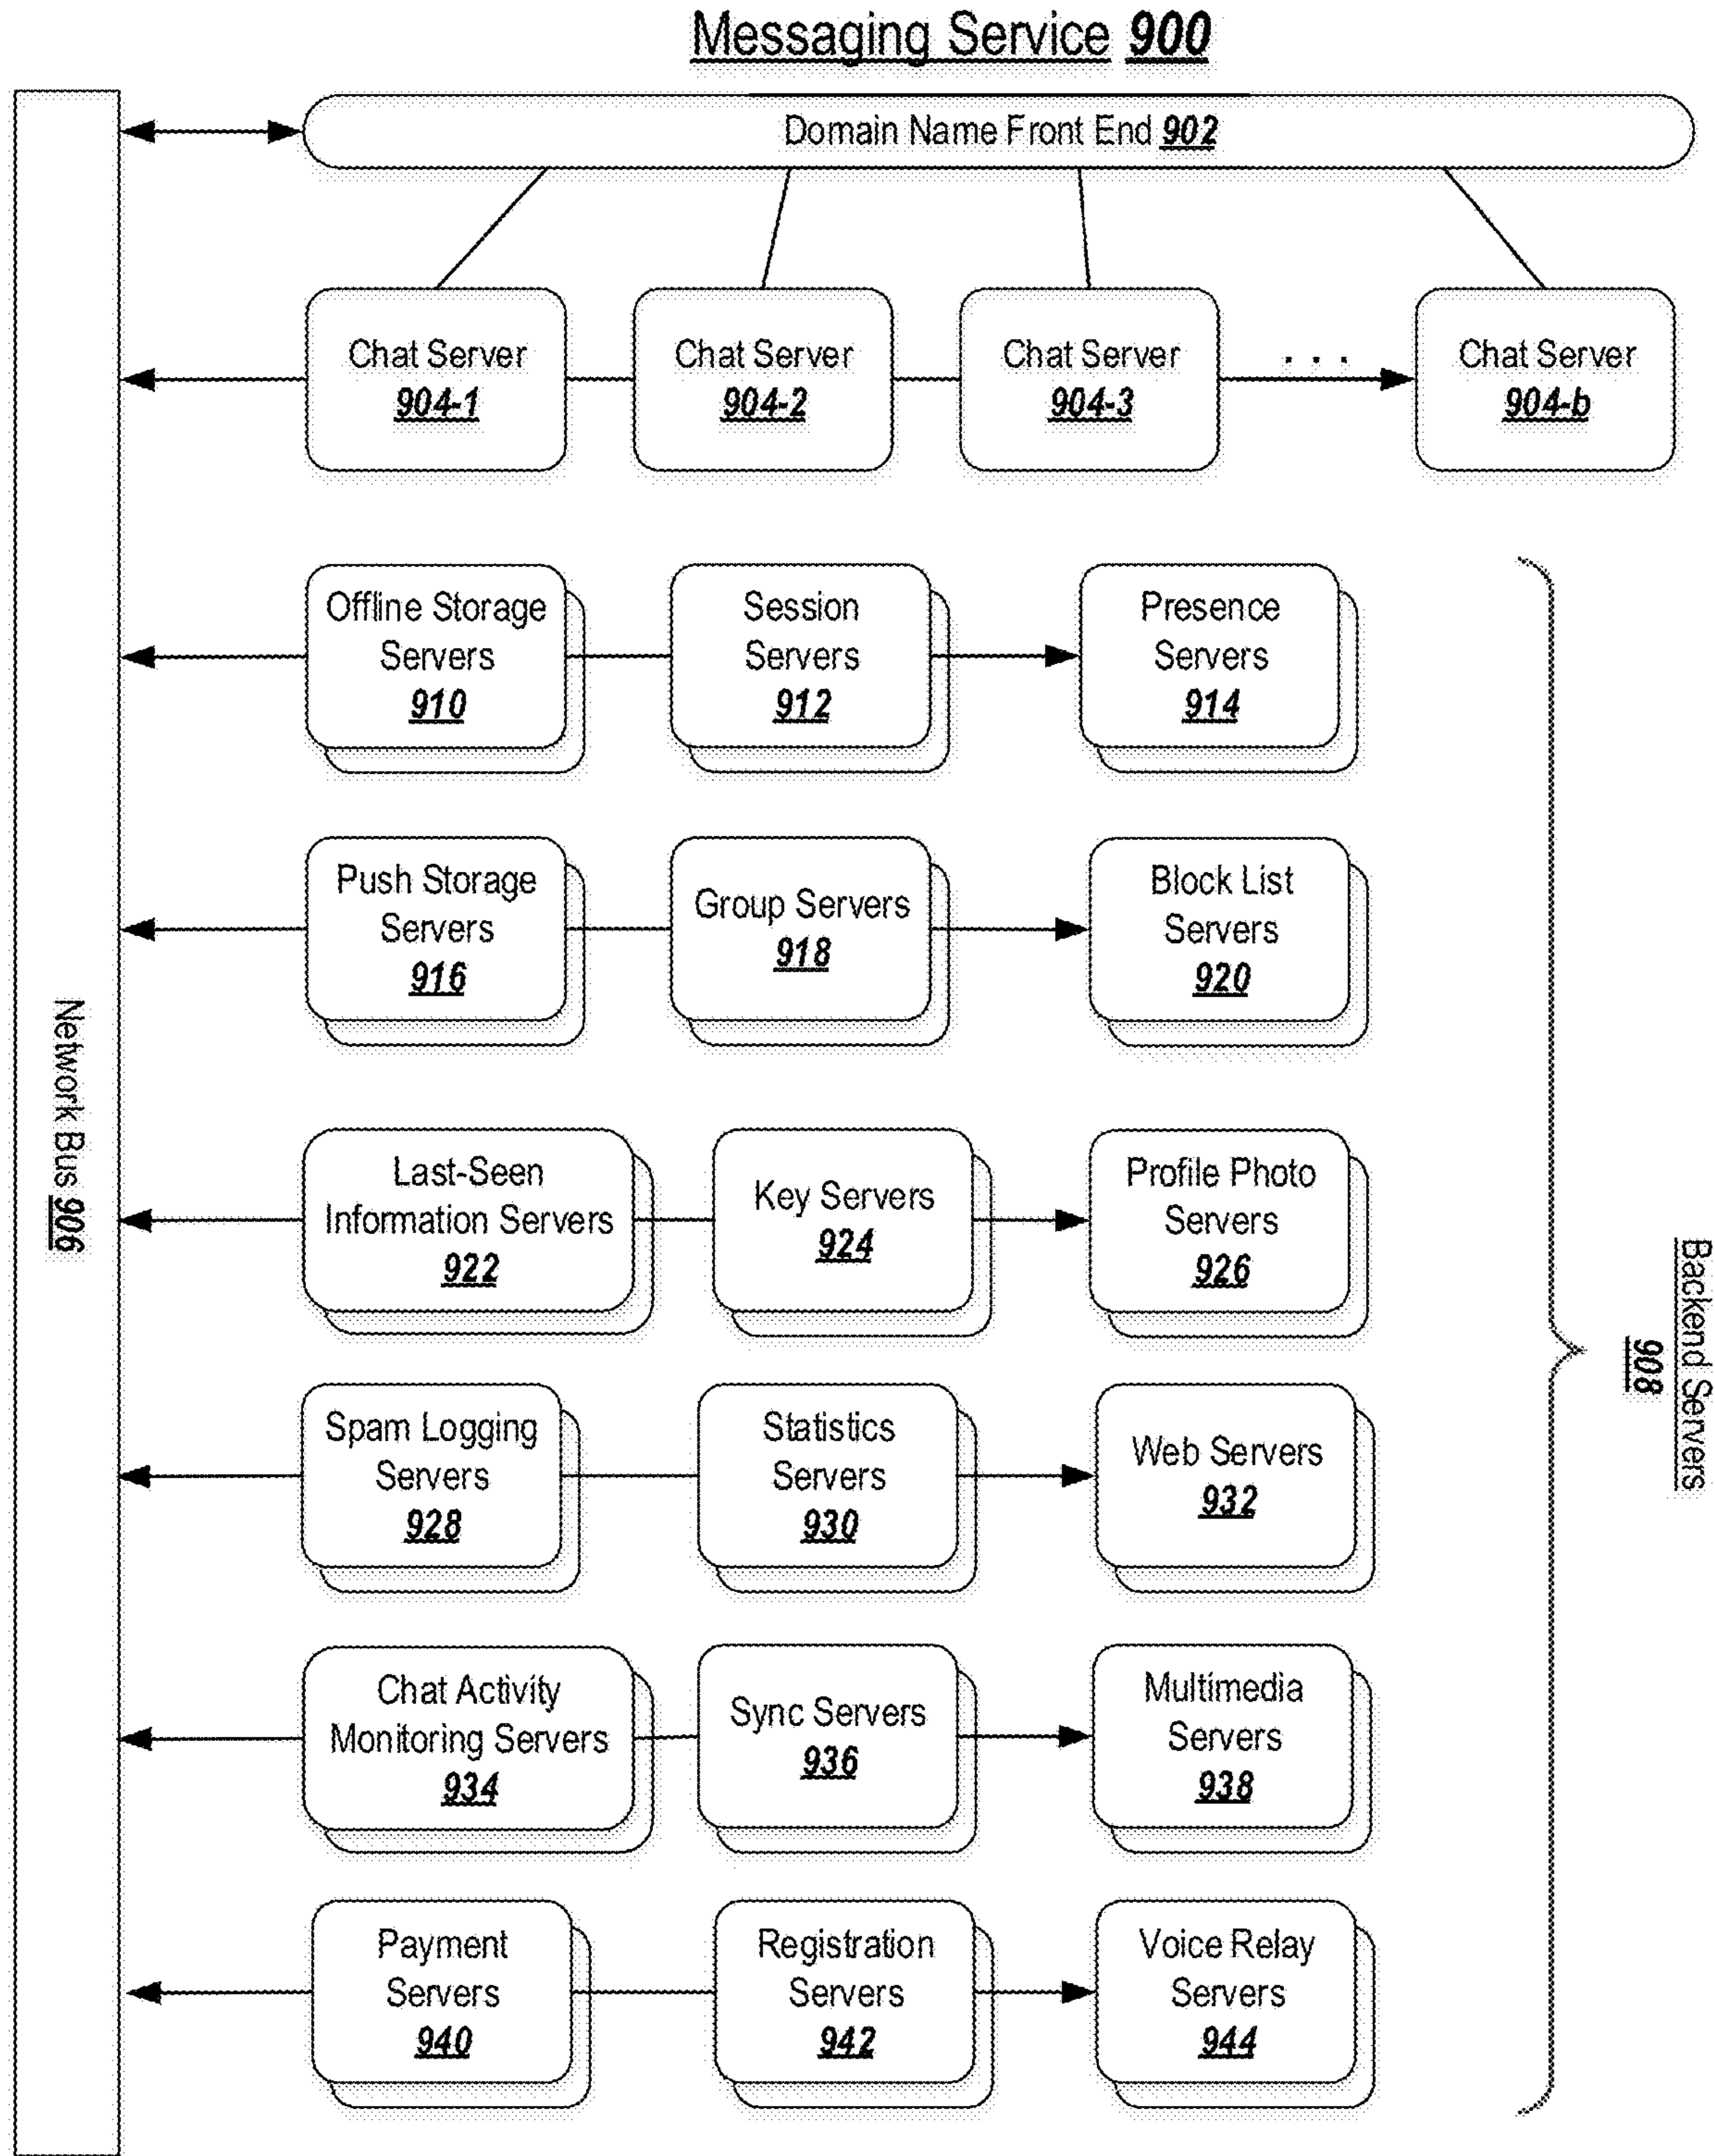 Messaging Service 900
Domain Name Front End 902
Chat Server
904-1
Chat Server
904-2
Chat Server
904-3
. . .
Chat Server
904-b
Offline Storage
Servers
910
Session
Servers
912
Presence
Servers
914
Push Storage
Servers
916
Group Servers
918
Block List
Servers
920
Network Bus 906
Last-Seen
Information Servers
922
Key Servers
924
Profile Photo
Servers
926
Backend Servers
908
Spam Logging
Servers
928
Statistics
Servers
930
Web Servers
932
Chat Activity
Monitoring Servers
934
Sync Servers
936
Multimedia
Servers
938
Payment
Servers
940
Registration
Servers
942
Voice Relay
Servers
944